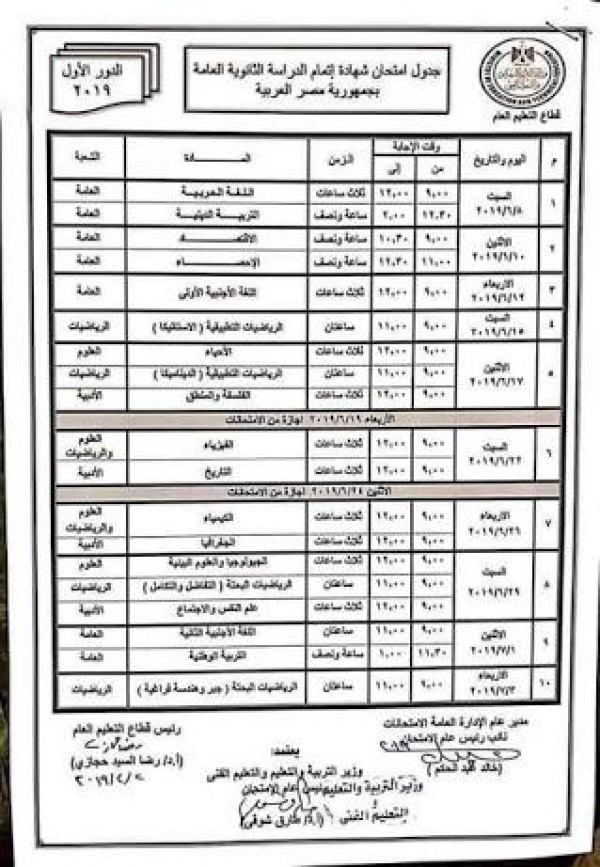 جدول امتحان شهادة إتمام الدراسة الثانوية العامة
بجمهورية مصر العربية
الدور الأول
٢٠١٩
قطاع التعليم العام
م اليوم والتاريخ وقت الإجابة الزمن المادة الشعبة
من إلى
١ السبت ٢٠١٩/٦/٨ ٩,٠٠ ١٢,٠٠ ثلاث ساعات اللغة العربية العامة
١٢,٣٠ ٢,٠٠ ساعة ونصف التربية الدينية العامة
٢ الاثنين ٢٠١٩/٦/١٠ ٩,٠٠ ١٠,٣٠ ساعة ونصف الاقتصاد العامة
١١,٠٠ ١٢,٣٠ ساعة ونصف الإحصاء العامة
٣ الاربعاء ٢٠١٩/٦/١٢ ٩,٠٠ ١٢,٠٠ ثلاث ساعات اللغة الأجنبية الأولى العامة
٤ السبت ٢٠١٩/٦/١٥ ٩,٠٠ ١١,٠٠ ساعتان الرياضيات التطبيقية ( الاستاتيكا ) الرياضيات
٥ الاثنين ٢٠١٩/٦/١٧ ٩,٠٠ ١٢,٠٠ ثلاث ساعات الأحياء العلوم
٩,٠٠ ١١,٠٠ ساعتان الرياضيات التطبيقية ( الديناميكا ) الرياضيات
٩,٠٠ ١٢,٠٠ ثلاث ساعات الفلسفة والمنطق الأدبية
الأربعاء ٢٠١٩/٦/١٩ اجازة من الامتحانات
٦ السبت ٢٠١٩/٦/٢٢ ٩,٠٠ ١٢,٠٠ ثلاث ساعات الفيزياء العلوم والرياضيات
٩,٠٠ ١٢,٠٠ ثلاث ساعات التاريخ الأدبية
الاثنين ٢٠١٩/٦/٢٤ اجازة من الامتحانات
٧ الاربعاء ٢٠١٩/٦/٢٦ ٩,٠٠ ١٢,٠٠ ثلاث ساعات الكيمياء العلوم والرياضيات
٩,٠٠ ١٢,٠٠ ثلاث ساعات الجغرافيا الأدبية
٨ السبت ٢٠١٩/٦/٢٩ ٩,٠٠ ١٢,٠٠ ثلاث ساعات الجيولوجيا والعلوم البيئية العلوم
٩,٠٠ ١١,٠٠ ساعتان الرياضيات البحتة ( التفاضل والتكامل ) الرياضيات
٩,٠٠ ١٢,٠٠ ثلاث ساعات علم النفس والاجتماع الأدبية
٩ الاثنين ٢٠١٩/٧/١ ٩,٠٠ ١١,٠٠ ساعتان اللغة الأجنبية الثانية العامة
١١,٣٠ ١,٠٠ ساعة ونصف التربية الوطنية العامة
١٠ الاربعاء ٢٠١٩/٧/٣ ٩,٠٠ ١١,٠٠ ساعتان الرياضيات البحتة ( جبر وهندسة فراغية ) الرياضيات
مدير عام الإدارة العامة الامتحانات
نائب رئيس عام الامتحان
( خالد عبد الحكم )
رئيس قطاع التعليم العام
( أ.د/ رضا السيد حجازي )
يعتمد:
وزير التربية والتعليم والتعليم الفنى
وزير التربية والتعليم
التعليم الفنى ( أ.د/ طارق شوقى )